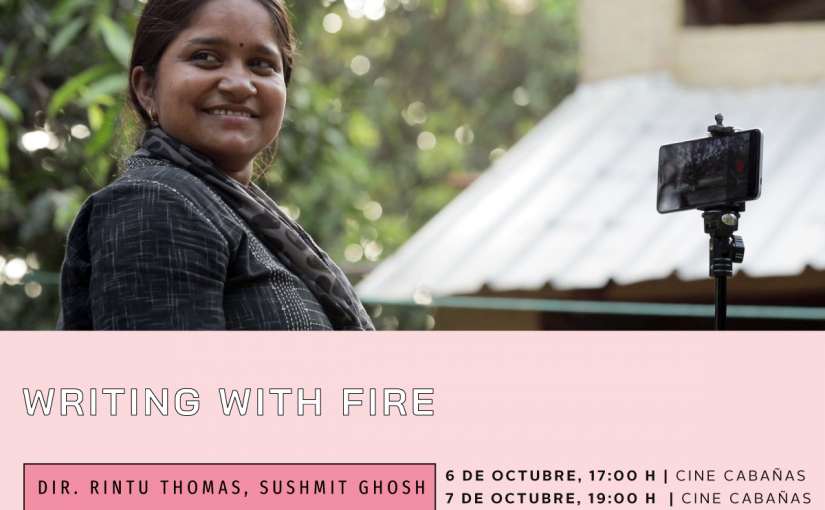 WRITING WITH FIRE
DIR. RINTU THOMAS, SUSHMIT GHOSH
6 DE OCTUBRE, 17:00 H | CINE CABAÑAS
7 DE OCTUBRE, 19:00 H | CINE CABAÑAS